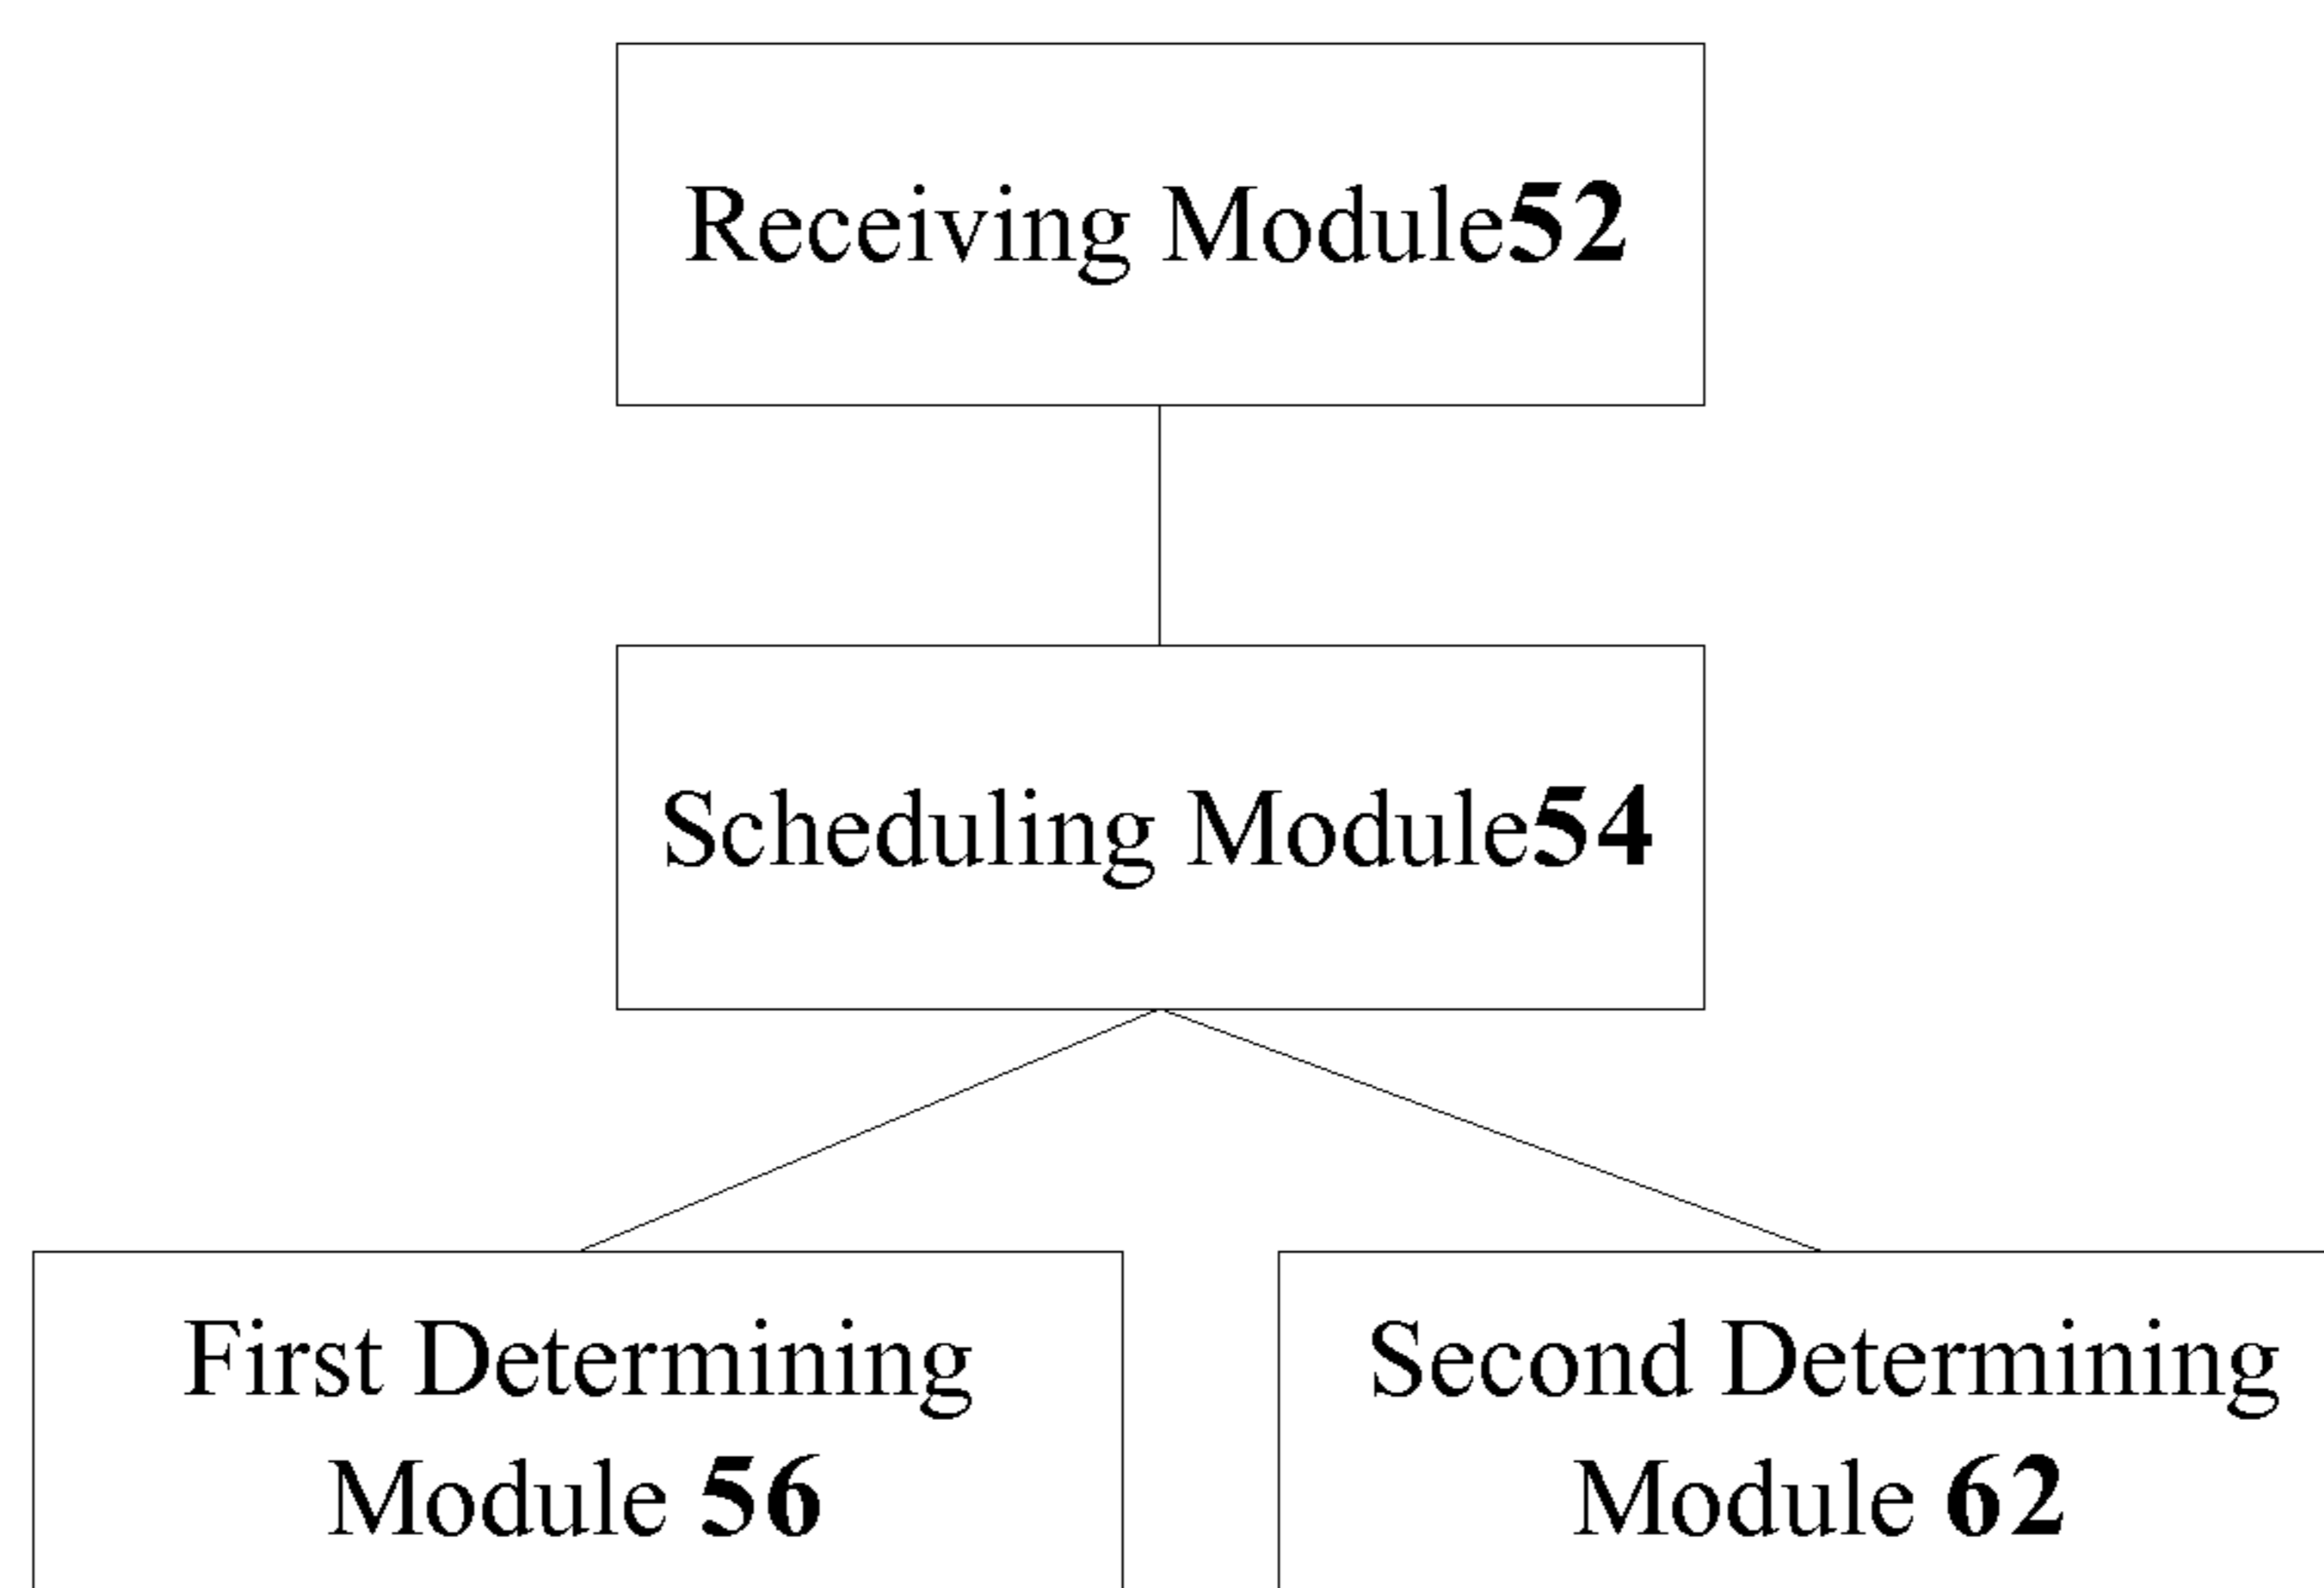 Receiving Module52
Scheduling Module54
First Determining
Module 56
Second Determining
Module 62